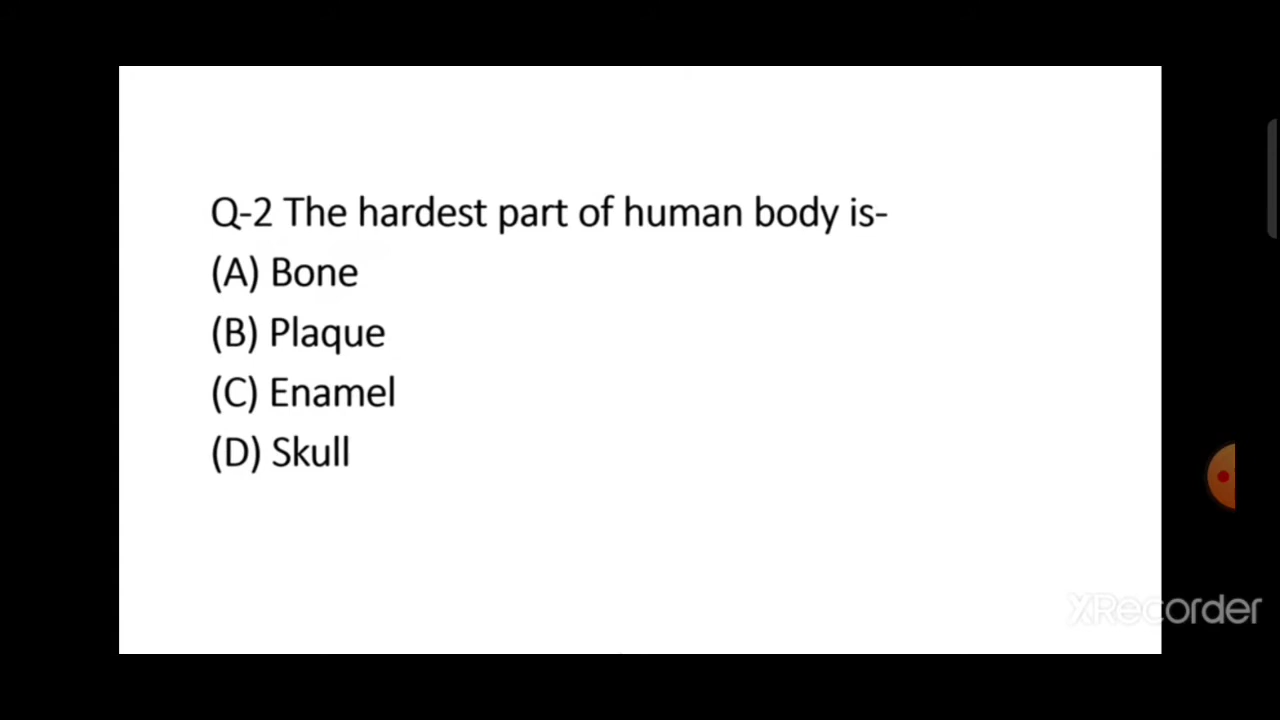 Q-2 The hardest part of human body is-
(A) Bone
(B) Plaque
(C) Enamel
(D) Skull
XRecorder